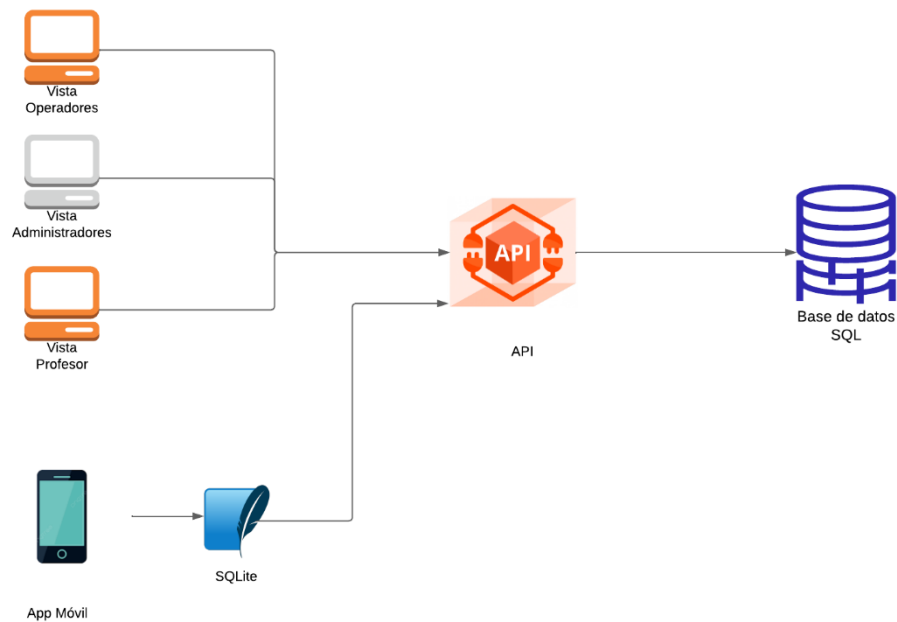 Vista
Operadores
Vista
Administradores
Vista
Profesor
API
API
Base de datos
SQL
SQLite
App Móvil